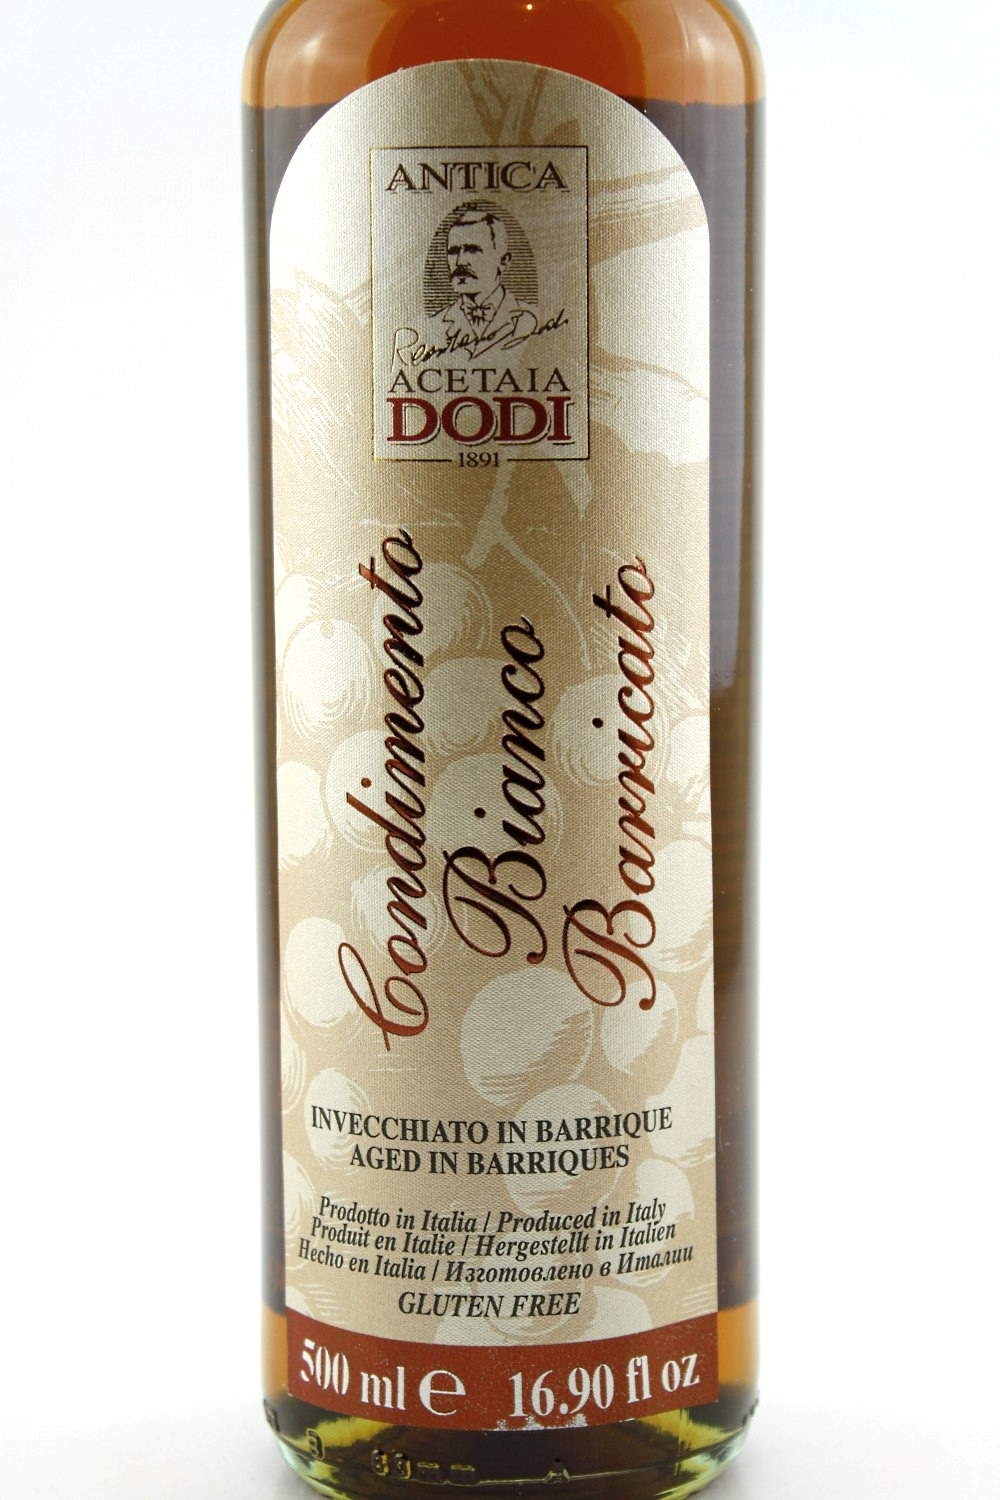 ANTICA
Renataro Dodi
ACETAIA
DODI
1891
Condimento
Bianco
Barricato
INVECCHIATO IN BARRIQUE
AGED IN BARRIQUES
Prodotto in Italia / Produced in Italy
Produit en Italie / Hergestellt in Italien
Hecho en Italia / Изготовлено в Италии
GLUTEN FREE
500 ml e 16.90 fl oz